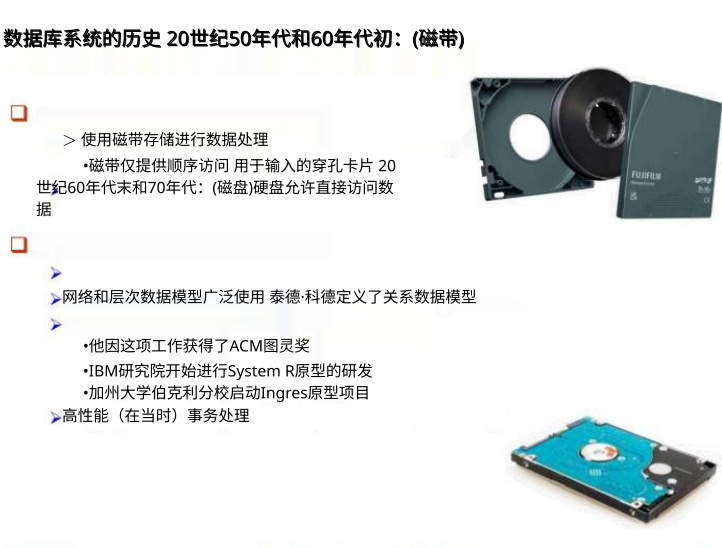 数据库系统的历史 20世纪50年代和60年代初：(磁带)
＞ 使用磁带存储进行数据处理
•磁带仅提供顺序访问 用于输入的穿孔卡片 20
世纪60年代末和70年代：(磁盘)硬盘允许直接访问数
据
网络和层次数据模型广泛使用 泰德·科德定义了关系数据模型
•他因这项工作获得了ACM图灵奖
•IBM研究院开始进行System R原型的研发
•加州大学伯克利分校启动Ingres原型项目
高性能（在当时）事务处理
FUJIFILM